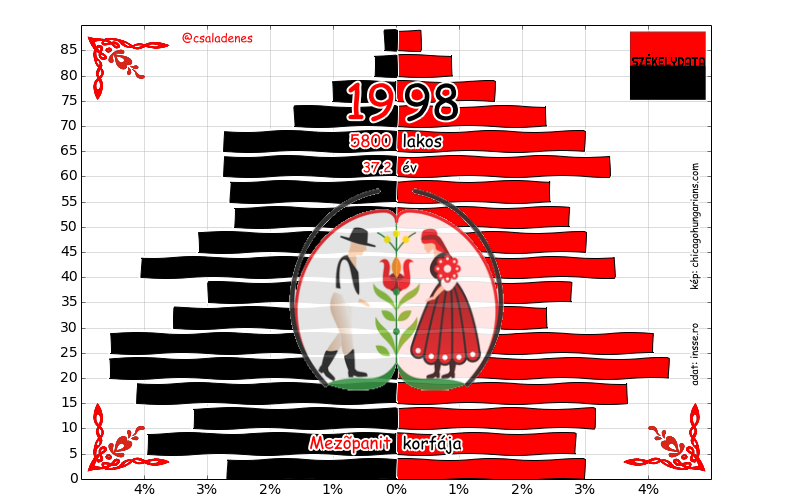 @csaladenes
SZÉKELYDATA
1998
5800 lakos
37,2 év
kép: chicagohungarians.com
adat: insse.ro
Mezőpanit korfája
85
80
75
70
65
60
55
50
45
40
35
30
25
20
15
10
5
0
4% 3% 2% 1% 0% 1% 2% 3% 4%